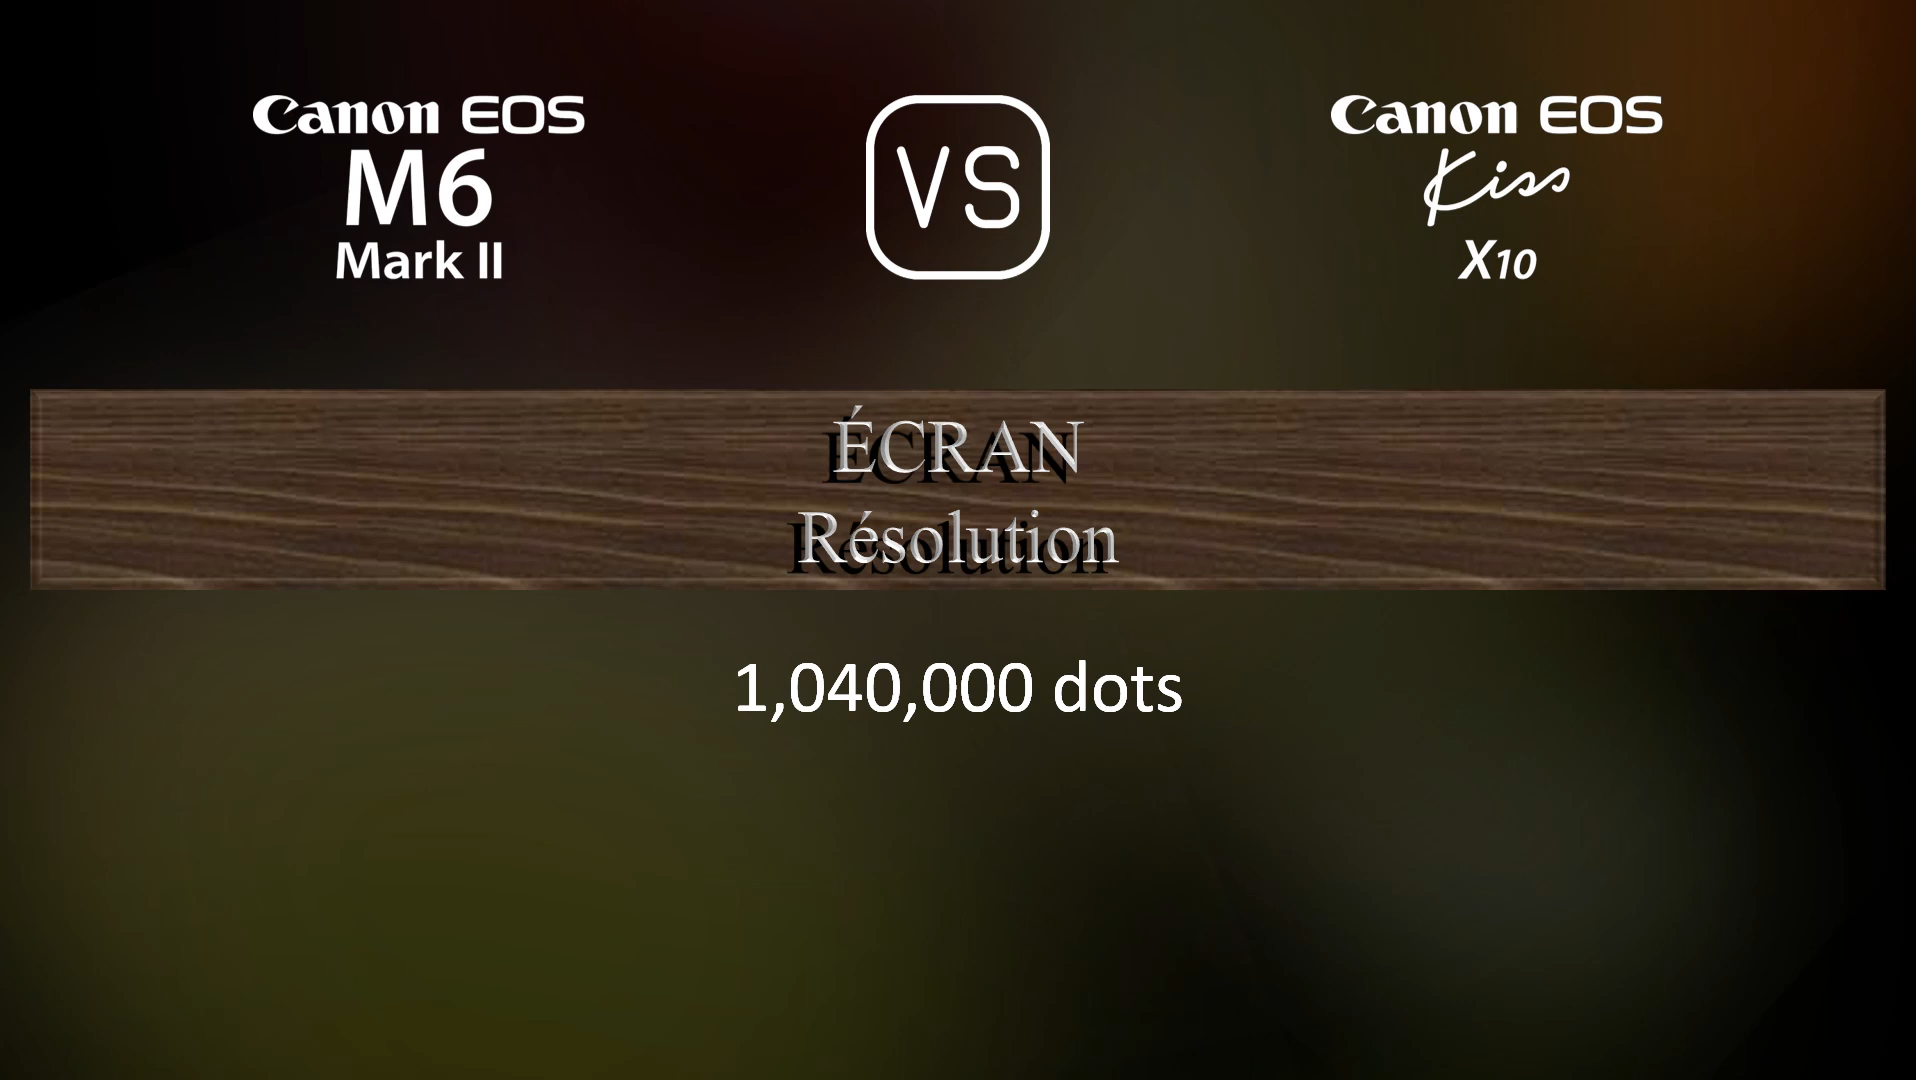 Canon EOS
M6
Mark II
VS
Canon EOS
Kiss
X10
ÉCRAN
Résolution
1,040,000 dots